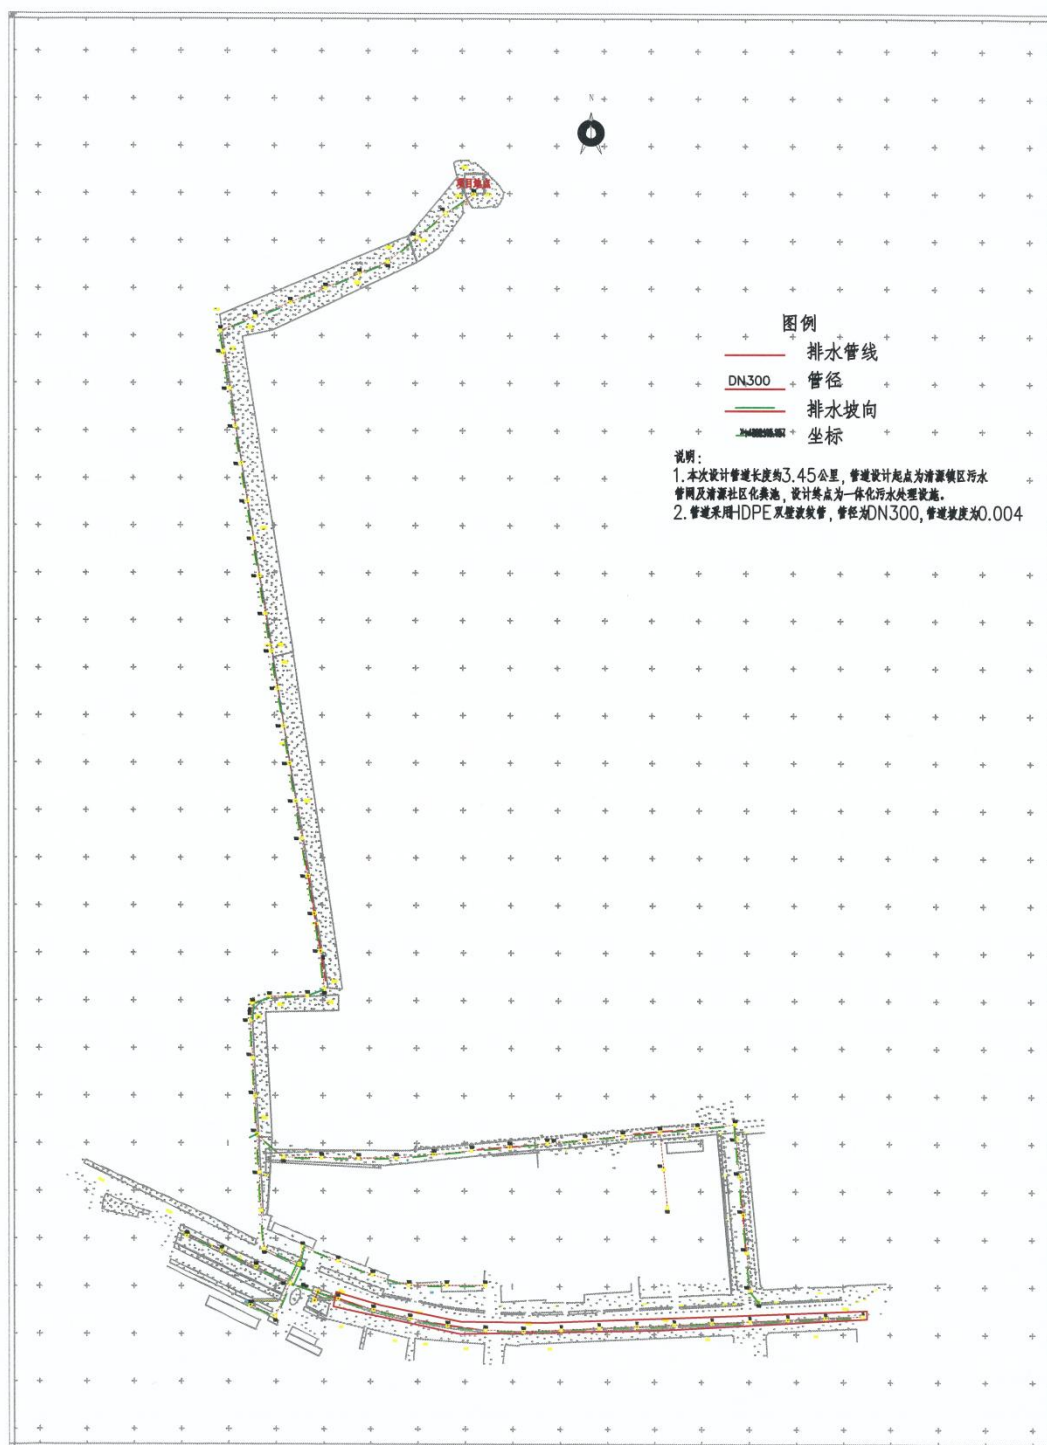 N
项目地点
图例
排水管线
DN300 管径
排水坡向
坐标
说明:
1.本次设计管道长度约3.45公里,管道设计起点为清源镇区污水
管网及清源社区化粪池,设计终点为一体化污水处理设施。
2.管道采用HDPE双壁波纹管,管径为DN300,管道坡度为0.004